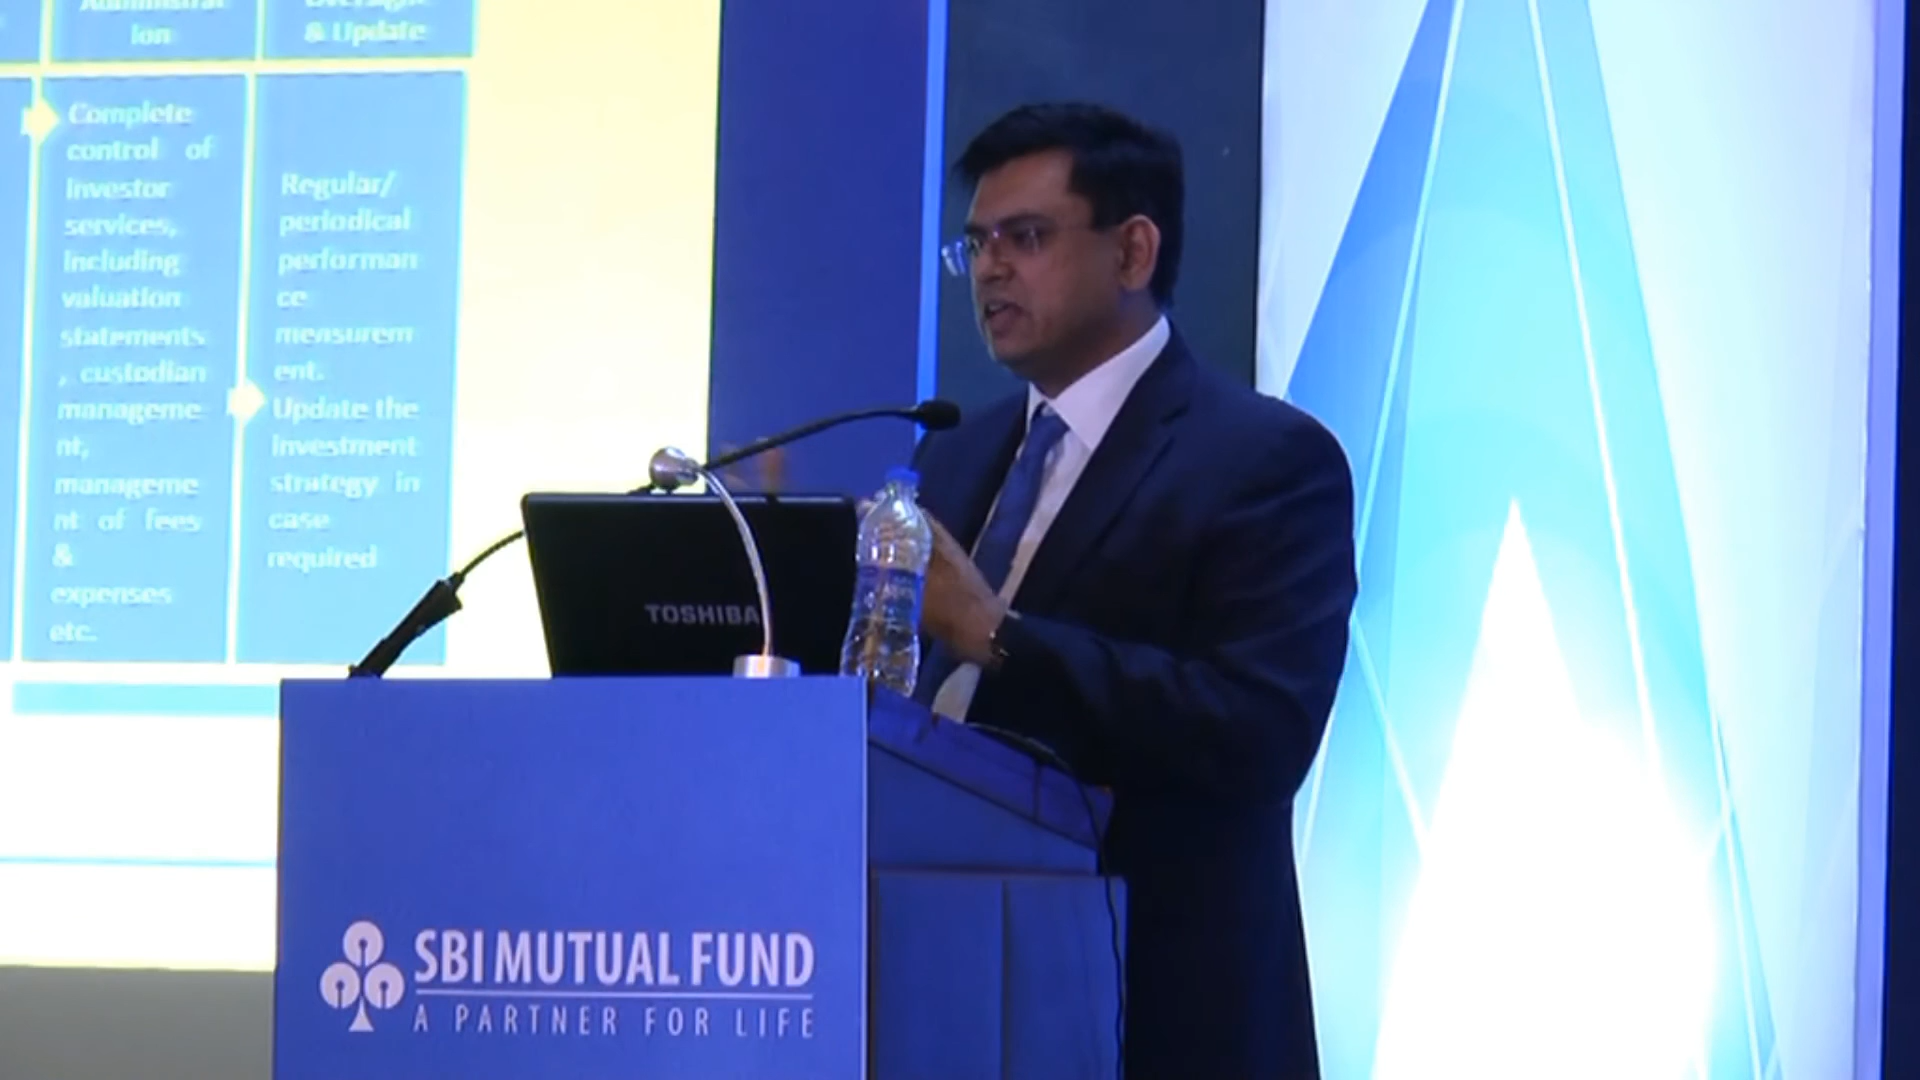 ion
& Update
Complete
control of
investor
services,
including
valuation
statements
, custodian
manageme
nt,
manageme
nt of fees
&
expenses
etc.
Regular/
periodical
performan
ce
measurem
ent.
Update the
investment
strategy in
case
required
TOSHIBA
SBI MUTUAL FUND
A PARTNER FOR LIFE